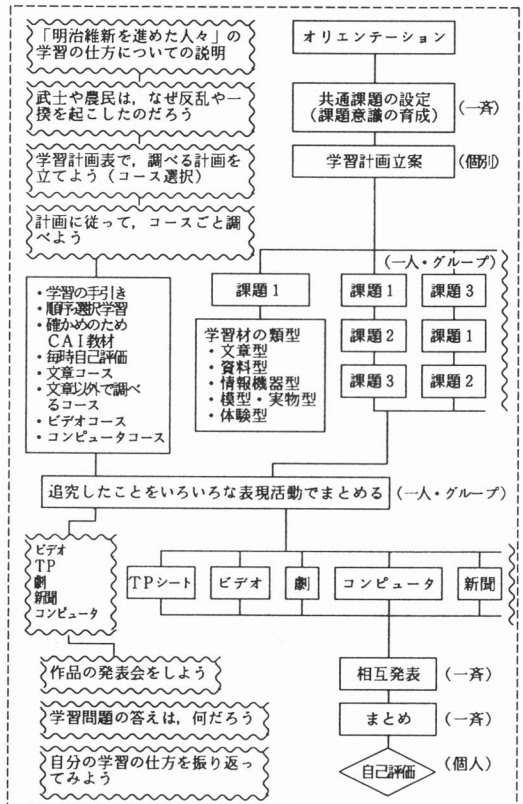 「明治維新を進めた人々」の
学習の仕方についての説明
オリエンテーション
武士や農民は，なぜ反乱や一
揆を起こしたのだろう
共通課題の設定
(課題意識の育成)
(一斉)
学習計画表で，調べる計画を
立てよう（コース選択）
学習計画立案
(個別)
計画に従って，コースごと調
べよう
(一人・グループ)
・学習の手引き
・順序選択学習
・確かめのため
CAI教材
・毎時自己評価
・文章コース
・文章以外で調べ
るコース
・ビデオコース
・コンピュータコース
課題1
学習材の類型
・文章型
・資料型
・情報機器型
・模型・実物型
・体験型
課題1
課題2
課題3
課題3
課題1
課題2
追究したことをいろいろな表現活動でまとめる
(一人・グループ)
ビデオ
TP
劇
新聞
コンピュータ
TPシート
ビデオ
劇
コンピュータ
新聞
作品の発表会をしよう
相互発表
(一斉)
学習問題の答えは，何だろう
まとめ
(一斉)
自分の学習の仕方を振り返っ
てみよう
自己評価
(個人)